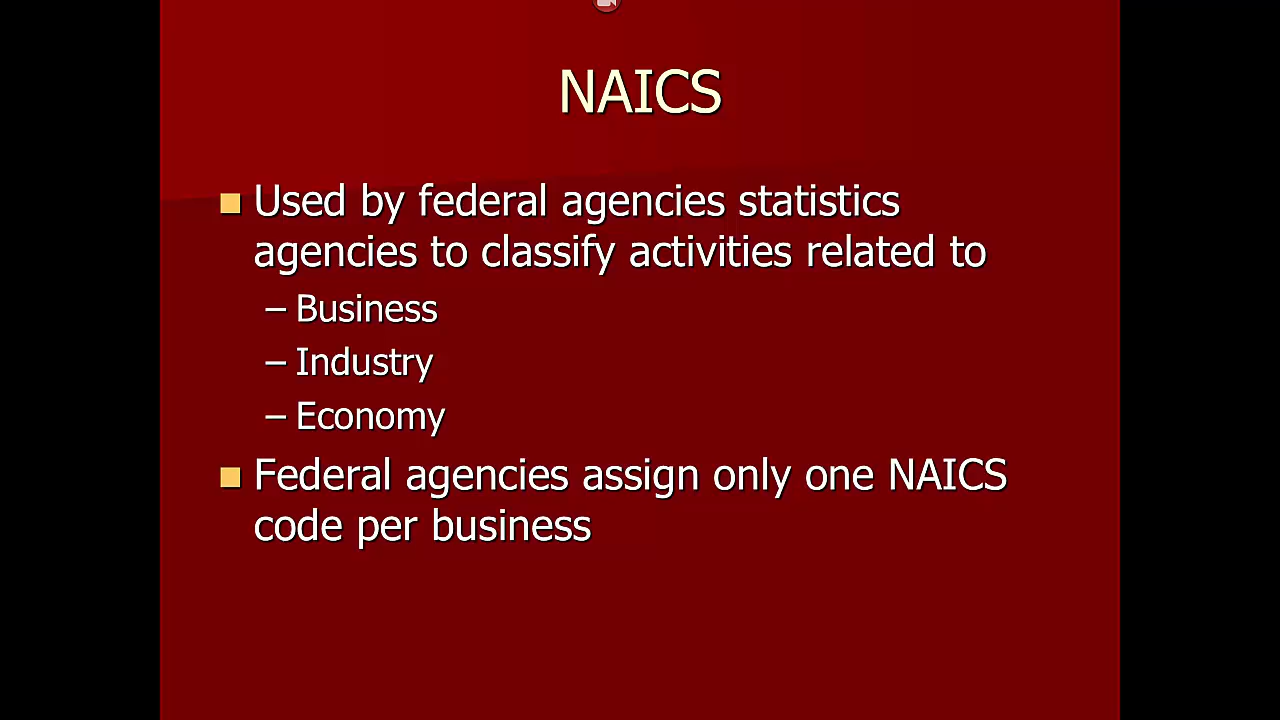 NAICS
■ Used by federal agencies statistics
agencies to classify activities related to
– Business
– Industry
– Economy
■ Federal agencies assign only one NAICS
code per business